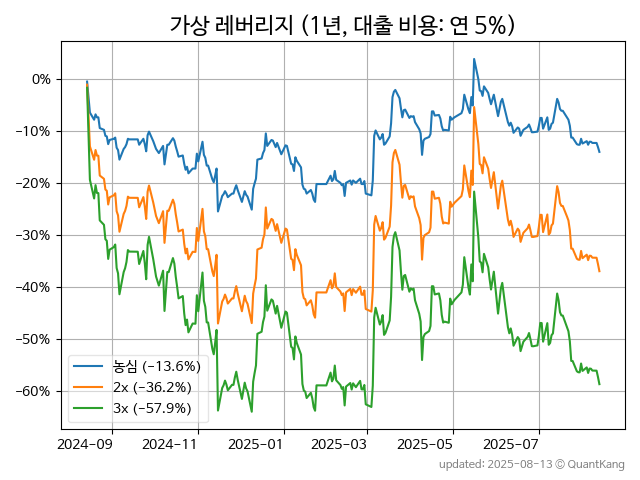 가상 레버리지 (1년, 대출 비용: 연 5%)
0%
−10%
−20%
−30%
−40%
−50%
−60%
농심 (−13.6%)
2x (−36.2%)
3x (−57.9%)
2024-09 2024-11 2025-01 2025-03 2025-05 2025-07
updated: 2025-08-13 © QuantKang